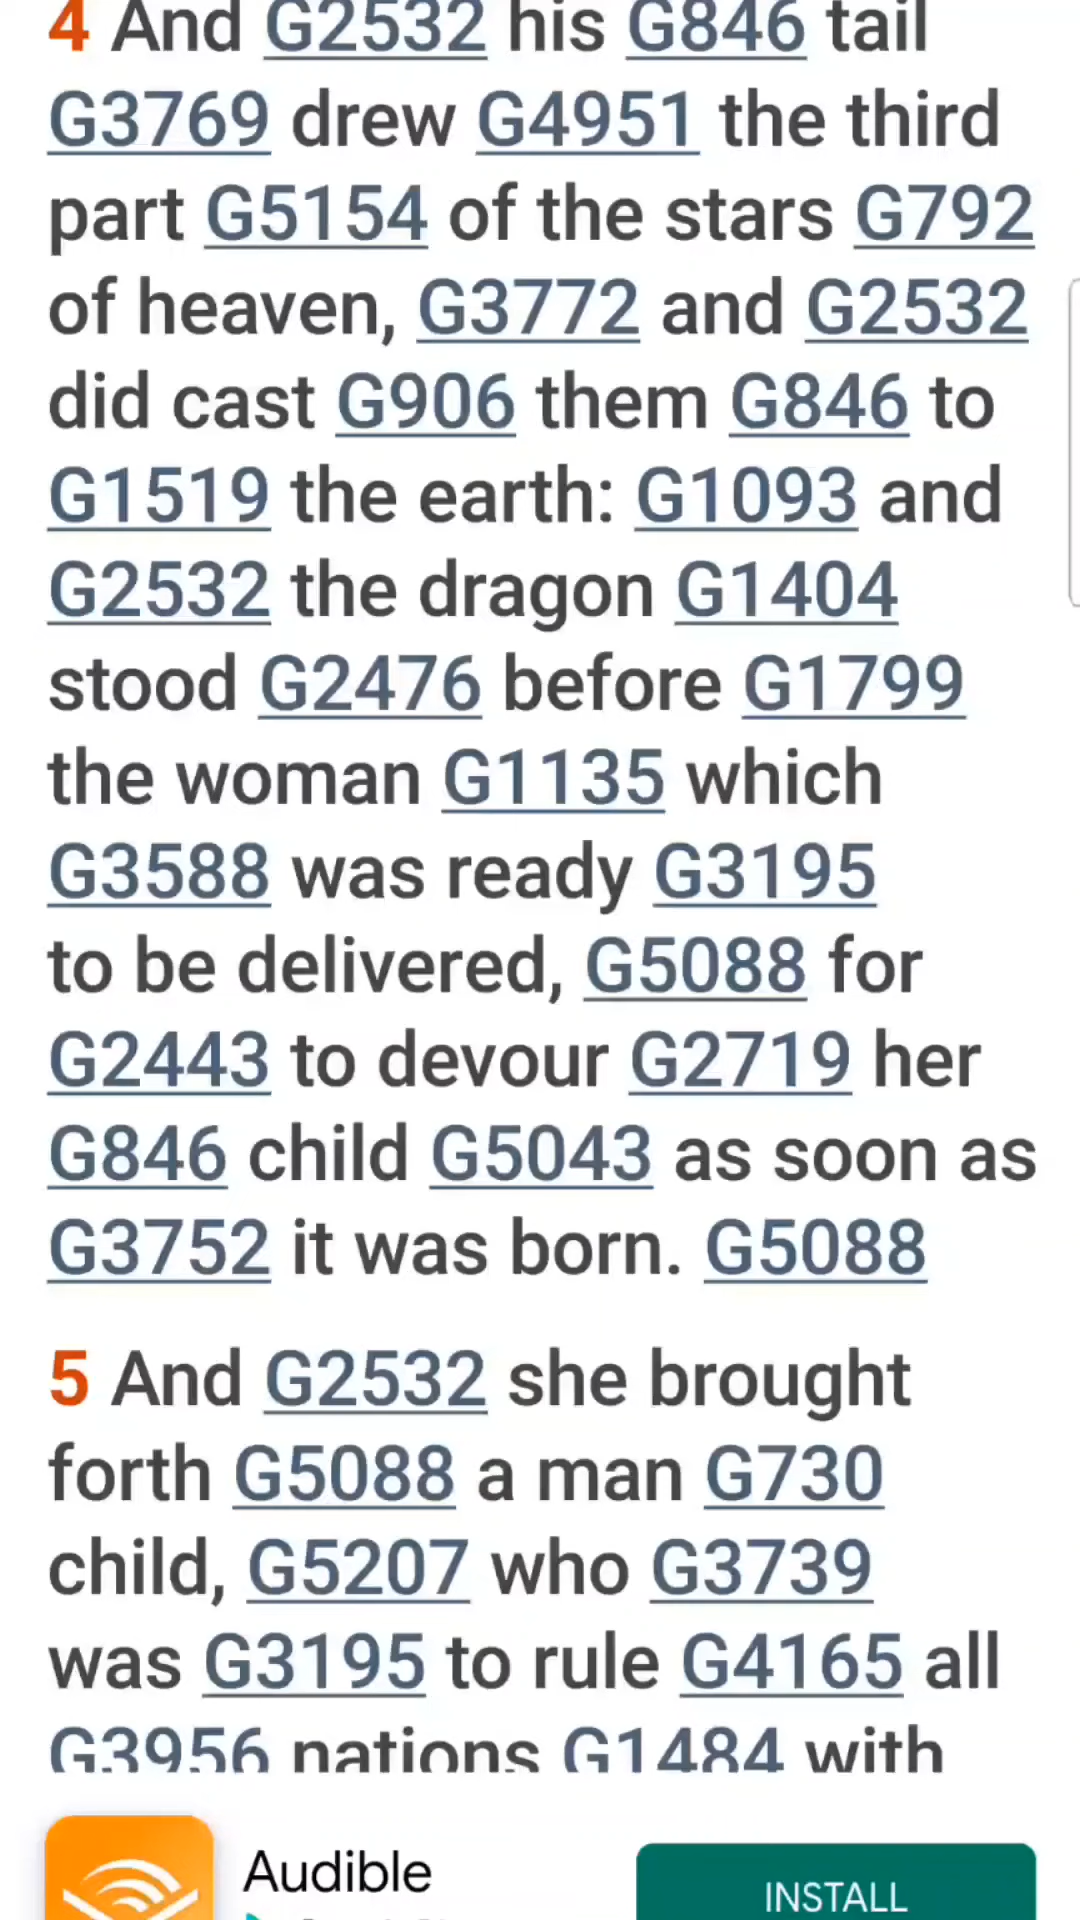 4 And G2532 his G846 tail
G3769 drew G4951 the third
part G5154 of the stars G792
of heaven, G3772 and G2532
did cast G906 them G846 to
G1519 the earth: G1093 and
G2532 the dragon G1404
stood G2476 before G1799
the woman G1135 which
G3588 was ready G3195
to be delivered, G5088 for
G2443 to devour G2719 her
G846 child G5043 as soon as
G3752 it was born. G5088
5 And G2532 she brought
forth G5088 a man G730
child, G5207 who G3739
was G3195 to rule G4165 all
G3956 nations G1484 with
Audible
INSTALL